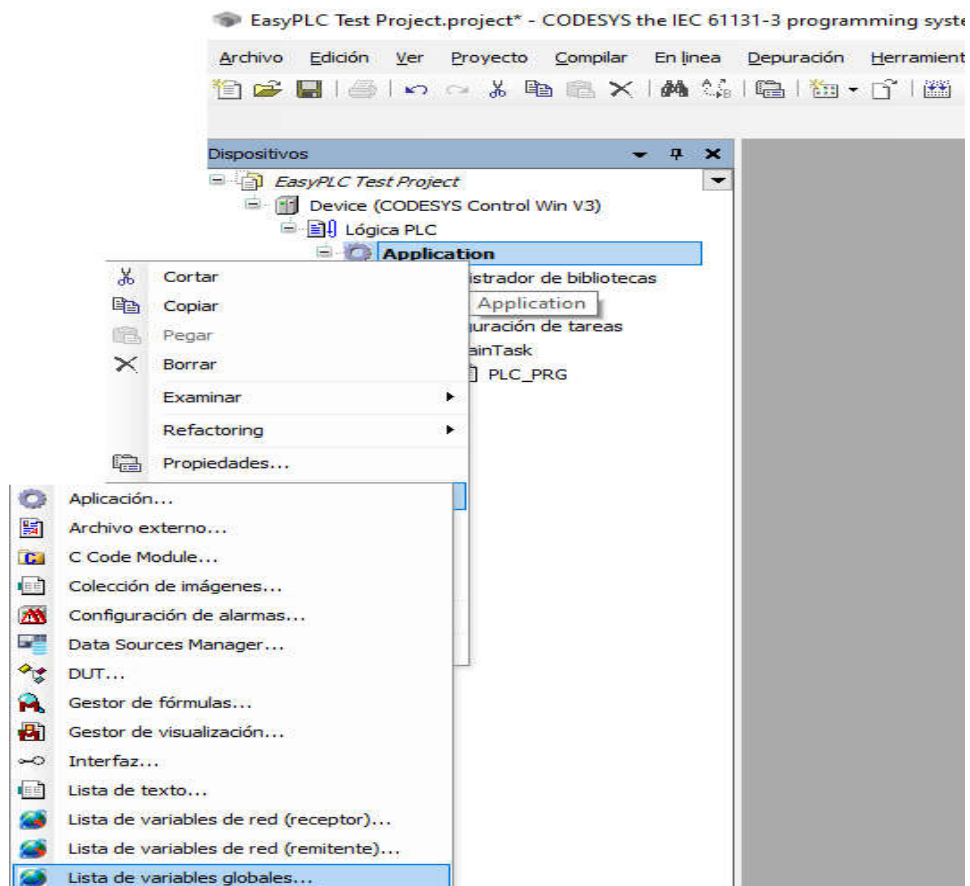 EasyPLC Test Project.project* - CODESYS the IEC 61131-3 programming syste
Archivo Edición Ver Proyecto Compilar En línea Depuración Herramient
Dispositivos
EasyPLC Test Project
Device (CODESYS Control Win V3)
Lógica PLC
Application
istrador de bibliotecas
Application
uración de tareas
ainTask
PLC_PRG
Cortar
Copiar
Pegar
Borrar
Examinar
Refactoring
Propiedades...
Aplicación...
Archivo externo...
C Code Module...
Colección de imágenes...
Configuración de alarmas...
Data Sources Manager...
DUT...
Gestor de fórmulas...
Gestor de visualización...
Interfaz...
Lista de texto...
Lista de variables de red (receptor)...
Lista de variables de red (remitente)...
Lista de variables globales...